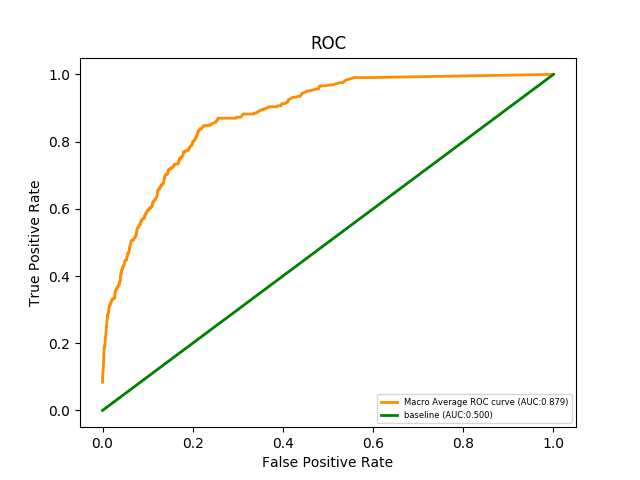 ROC
1.0
0.8
0.6
0.4
0.2
0.0
True Positive Rate
0.0 0.2 0.4 0.6 0.8 1.0
False Positive Rate
Macro Average ROC curve (AUC:0.879)
baseline (AUC:0.500)